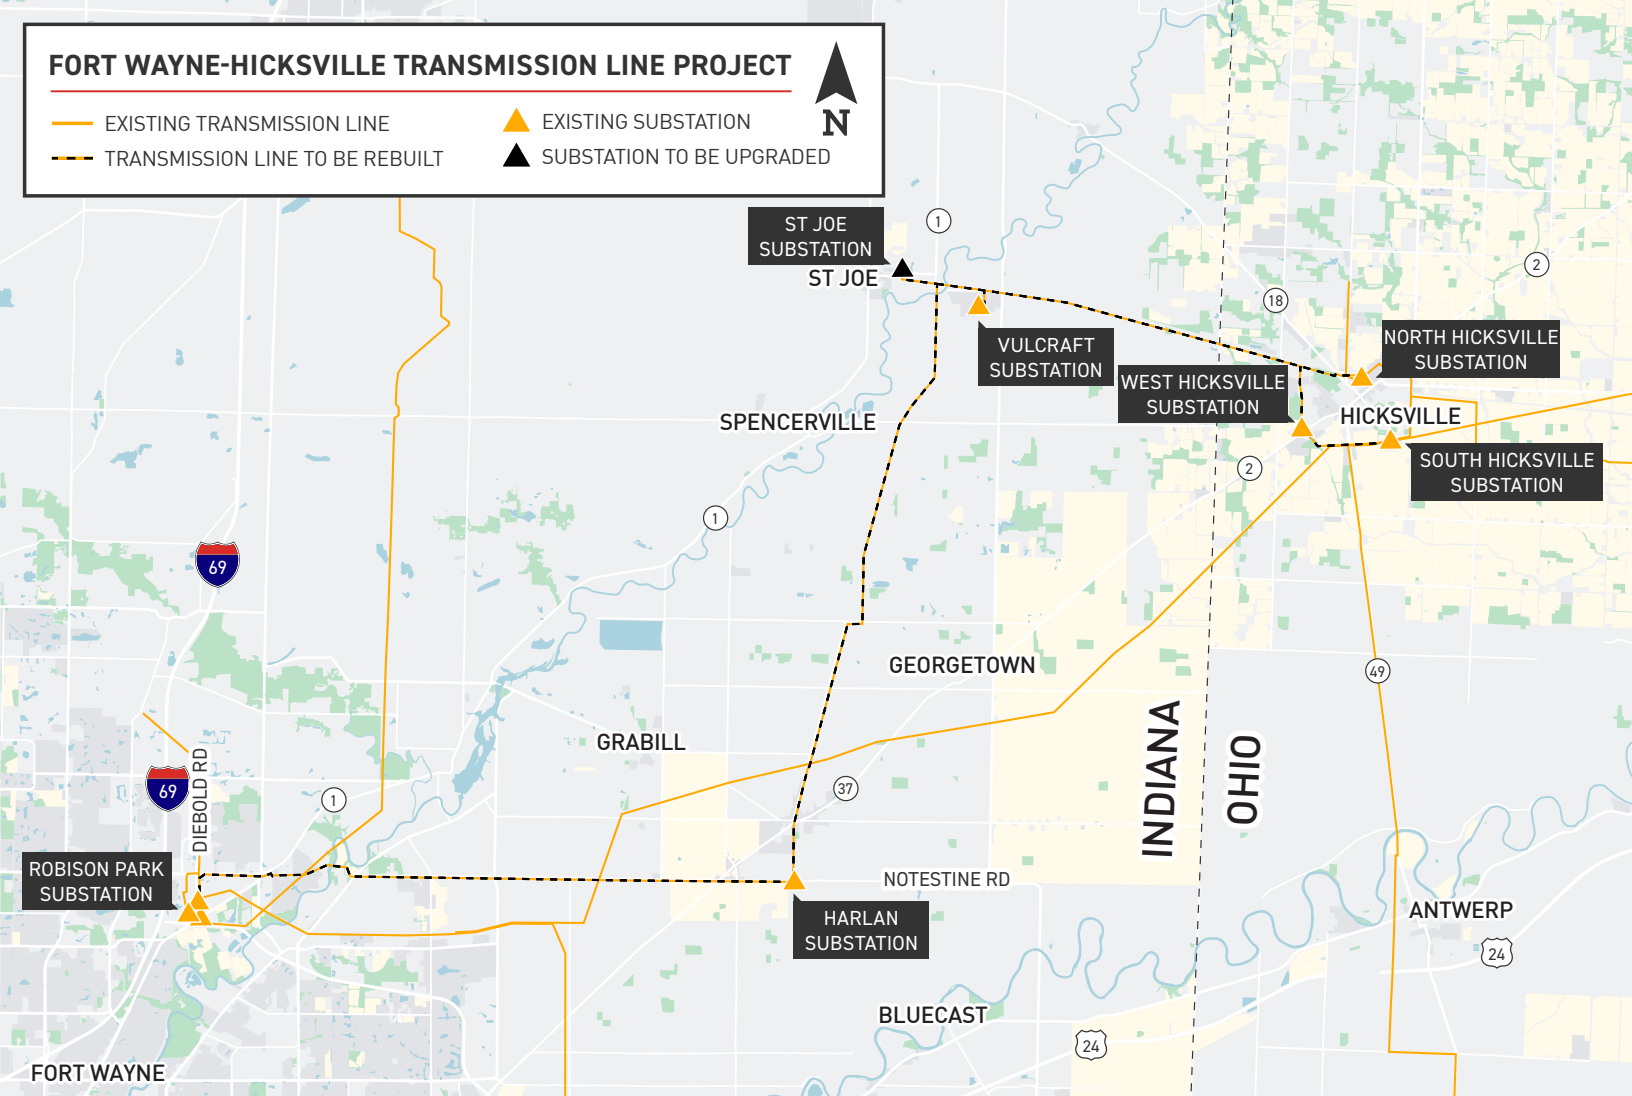 FORT WAYNE-HICKSVILLE TRANSMISSION LINE PROJECT
EXISTING TRANSMISSION LINE
TRANSMISSION LINE TO BE REBUILT
EXISTING SUBSTATION
SUBSTATION TO BE UPGRADED
N
ST JOE
SUBSTATION
ST JOE
1
2
18
VULCRAFT
SUBSTATION
NORTH HICKSVILLE
SUBSTATION
WEST HICKSVILLE
SUBSTATION
HICKSVILLE
SPENCERVILLE
SOUTH HICKSVILLE
SUBSTATION
2
1
69
GEORGETOWN
49
GRABILL
INDIANA
OHIO
DIEBOLD RD
69
1
37
ROBISON PARK
SUBSTATION
NOTESTINE RD
HARLAN
SUBSTATION
ANTWERP
24
BLUECAST
24
FORT WAYNE